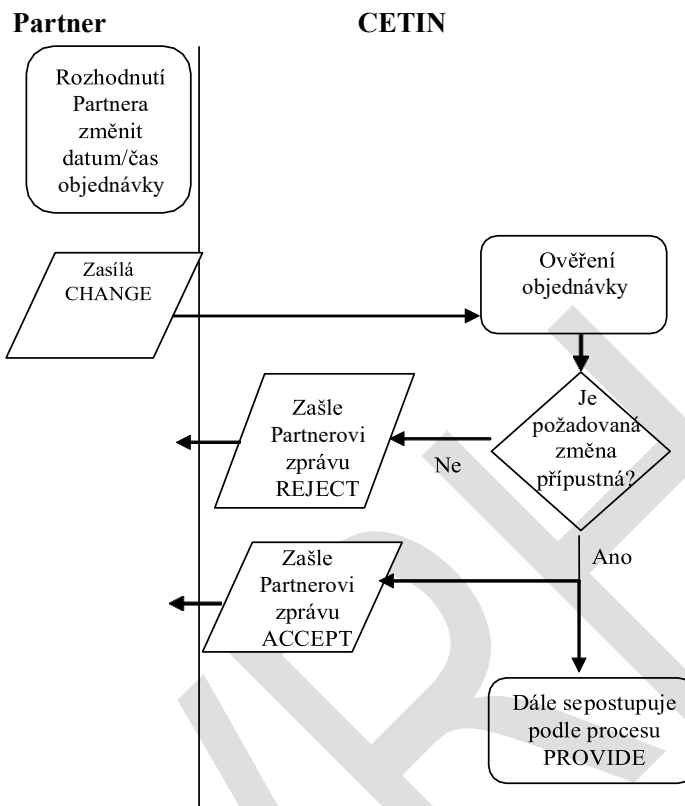 Partner
CETIN
Rozhodnutí
Partnera
změnit
datum/čas
objednávky
Zasílá
CHANGE
Ověření
objednávky
Je
požadovaná
změna
přípustná?
Zašle
Partnerovi
zprávu
REJECT
Ne
Ano
Zašle
Partnerovi
zprávu
ACCEPT
Dále sepostupuje
podle procesu
PROVIDE